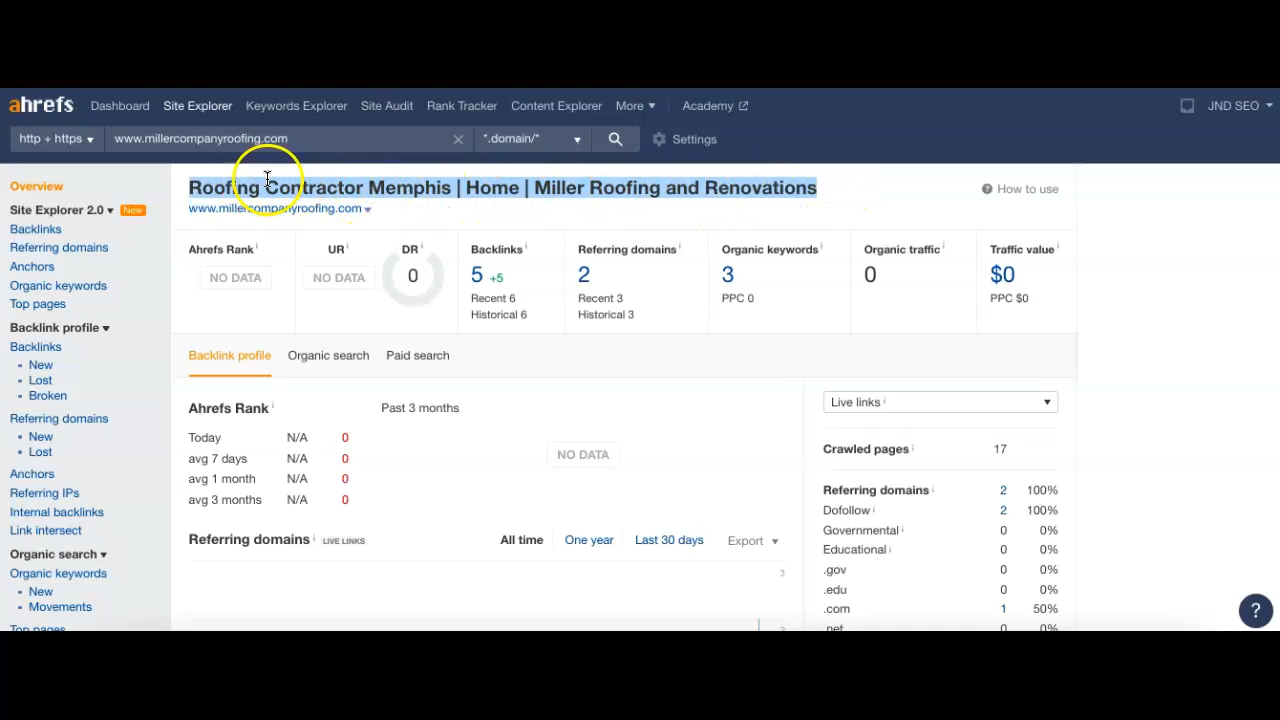 ahrefs Dashboard Site Explorer Keywords Explorer Site Audit Rank Tracker Content Explorer More Academy JND SEO
http + https www.millercompanyroofing.com *.domain/* Settings
Overview
Site Explorer 2.0 New
Backlinks
Referring domains
Anchors
Organic keywords
Top pages
Backlink profile
Backlinks
New
Lost
Broken
Referring domains
New
Lost
Anchors
Referring IPs
Internal backlinks
Link intersect
Organic search
Organic keywords
New
Movements
Top pages
Roofing Contractor Memphis | Home | Miller Roofing and Renovations
How to use
www.millercompanyroofing.com
Ahrefs Rank i UR i DR i Backlinks i Referring domains i Organic keywords i Organic traffic i Traffic value i
NO DATA NO DATA 0 5 +5 2 3 0 $0
Recent 6 Recent 3 PPC 0 PPC $0
Historical 6 Historical 3
Backlink profile Organic search Paid search
Ahrefs Rank i Past 3 months
Today N/A 0
avg 7 days N/A 0
avg 1 month N/A 0
avg 3 months N/A 0
NO DATA
Referring domains i LIVE LINKS All time One year Last 30 days Export
3
2
Live links i
Crawled pages i 17
Referring domains i 2 100%
Dofollow i 2 100%
Governmental i 0 0%
Educational i 0 0%
.gov 0 0%
.edu 0 0%
.com 1 50%
.net 0 0%
?